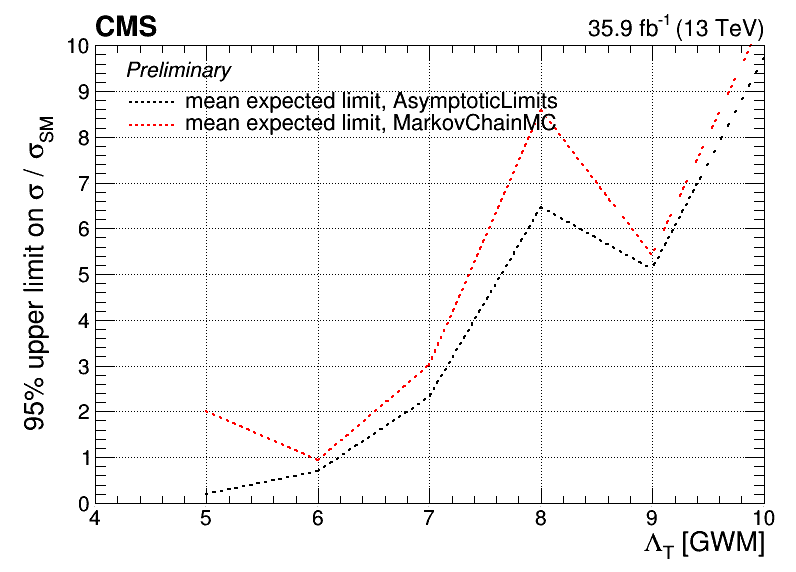 CMS
35.9 fb⁻¹ (13 TeV)
Preliminary
mean expected limit, AsymptoticLimits
mean expected limit, MarkovChainMC
95% upper limit on σ / σ_SM
10
9
8
7
6
5
4
3
2
1
0
4 5 6 7 8 9 10
Λ_T [GWM]